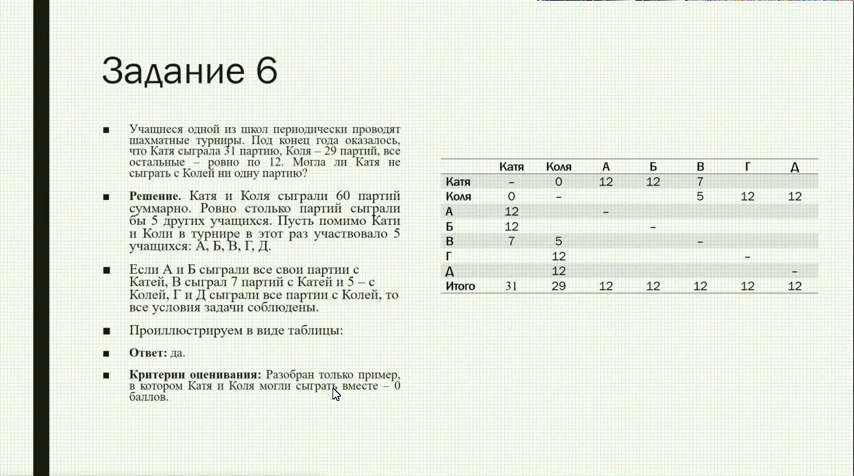 Задание 6
Учащиеся одной из школ периодически проводят
шахматные турниры. Под конец года оказалось,
что Катя сыграла 31 партию, Коля – 29 партий, все
остальные – ровно по 12. Могла ли Катя не
сыграть с Колей ни одну партию?
Решение. Катя и Коля сыграли 60 партий
суммарно. Ровно столько партий сыграли
бы 5 других учащихся. Пусть помимо Кати
и Коли в турнире в этот раз участвовало 5
учащихся: А, Б, В, Г, Д.
Если А и Б сыграли все свои партии с
Катей, В сыграл 7 партий с Катей и 5 – с
Колей, Г и Д сыграли все партии с Колей, то
все условия задачи соблюдены.
Проиллюстрируем в виде таблицы:
Ответ: да.
Критерии оценивания: Разобран только пример,
в котором Катя и Коля могли сыграть вместе – 0
баллов.
Катя Коля А Б В Г Д
Катя – 0 12 12 7
Коля 0 – 5 12 12
А 12 –
Б 12 –
В 7 5 –
Г 12 –
Д 12 –
Итого 31 29 12 12 12 12 12